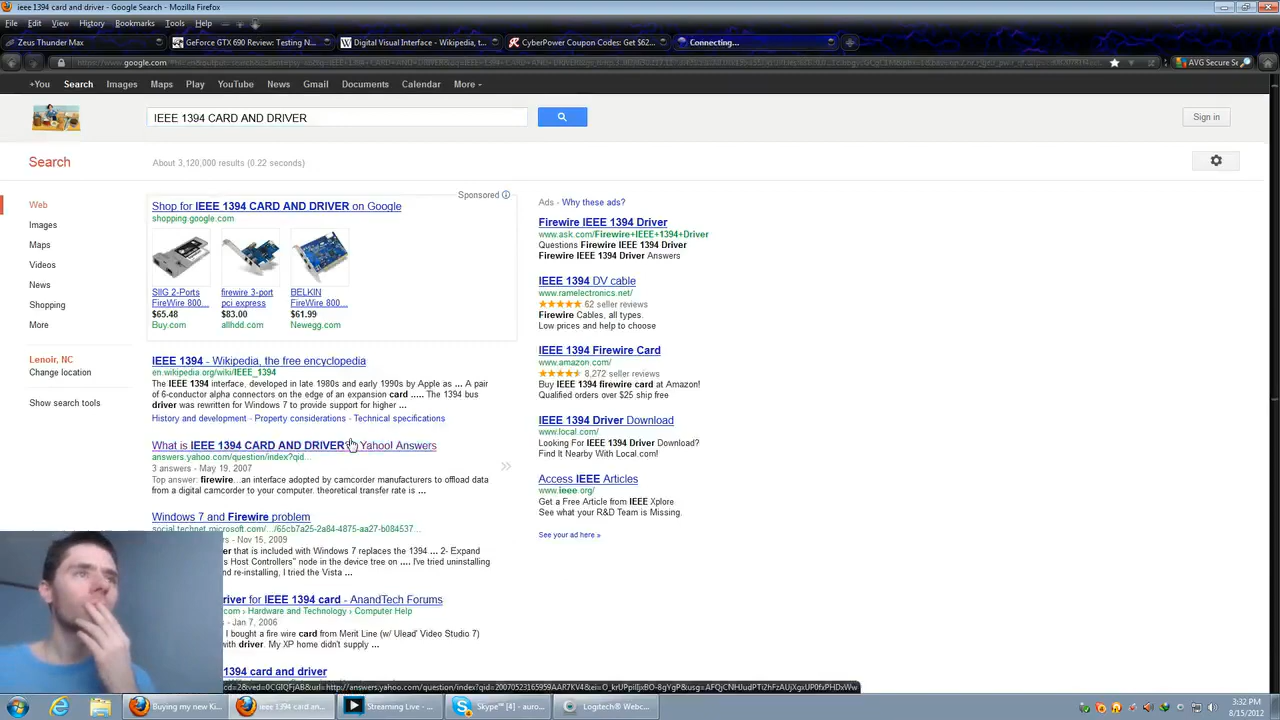 ieee 1394 card and driver - Google Search - Mozilla Firefox
File Edit View History Bookmarks Tools Help
Zeus Thunder Max
GeForce GTX 690 Review: Testing N...
Digital Visual Interface - Wikipedia, t...
CyberPower Coupon Codes: Get $62...
Connecting...
www.google.com
AVG Secure Se
+You Search Images Maps Play YouTube News Gmail Documents Calendar More
IEEE 1394 CARD AND DRIVER
Sign in
Search
About 3,120,000 results (0.22 seconds)
Web
Images
Maps
Videos
News
Shopping
More
Lenoir, NC
Change location
Show search tools
Sponsored
Shop for IEEE 1394 CARD AND DRIVER on Google
shopping.google.com
SIIG 2-Ports
FireWire 800...
$65.48
Buy.com
firewire 3-port
pci express
$83.00
allhdd.com
BELKIN
FireWire 800...
$61.99
Newegg.com
IEEE 1394 - Wikipedia, the free encyclopedia
en.wikipedia.org/wiki/IEEE_1394
The IEEE 1394 interface, developed in late 1980s and early 1990s by Apple as ... A pair
of 6-conductor alpha connectors on the edge of an expansion card ..... The 1394 bus
driver was rewritten for Windows 7 to provide support for higher ...
History and development - Property considerations - Technical specifications
What is IEEE 1394 CARD AND DRIVER Yahoo! Answers
answers.yahoo.com/question/index?qid...
3 answers - May 19, 2007
Top answer: firewire...an interface adopted by camcorder manufacturers to offload data
from a digital camcorder to your computer. theoretical transfer rate is ...
Windows 7 and Firewire problem
social.technet.microsoft.com/.../65cb7a25-2a84-4875-aa27-b084537...
rs - Nov 15, 2009
er that is included with Windows 7 replaces the 1394 ... 2- Expand
s Host Controllers" node in the device tree on .... I've tried uninstalling
nd re-installing, I tried the Vista ...
river for IEEE 1394 card - AnandTech Forums
com › Hardware and Technology › Computer Help
- Jan 7, 2006
I bought a fire wire card from Merit Line (w/ Ulead' Video Studio 7)
with driver. My XP home didn't supply ...
1394 card and driver
Ads - Why these ads?
Firewire IEEE 1394 Driver
www.ask.com/Firewire+IEEE+1394+Driver
Questions Firewire IEEE 1394 Driver
Firewire IEEE 1394 Driver Answers
IEEE 1394 DV cable
www.ramelectronics.net/
62 seller reviews
Firewire Cables, all types.
Low prices and help to choose
IEEE 1394 Firewire Card
www.amazon.com/
8,272 seller reviews
Buy IEEE 1394 firewire card at Amazon!
Qualified orders over $25 ship free
IEEE 1394 Driver Download
www.local.com/
Looking For IEEE 1394 Driver Download?
Find It Nearby With Local.com!
Access IEEE Articles
www.ieee.org/
Get a Free Article from IEEE Xplore
See what your R&D Team is Missing.
See your ad here »
Buying my new Ki...
ieee 1394 card an...
Streaming Live - ...
Skype™ [4] - auro...
Logitech® Webc...
3:32 PM
8/15/2012